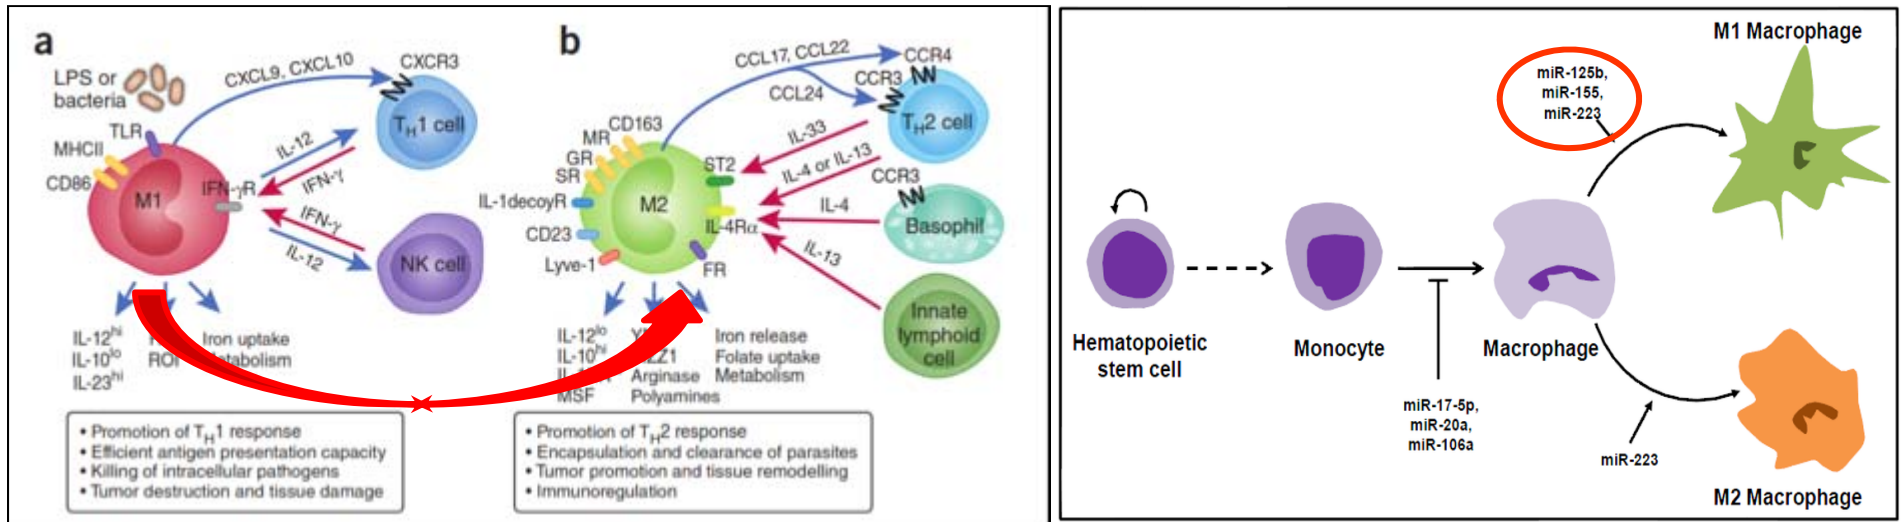 a
LPS or
bacteria
CXCL9, CXCL10
CXCR3
TLR
MHCII
CD86
M1
IFN-γR
IL-12
IFN-γ
TH1 cell
IFN-γ
IL-12
NK cell
IL-12hi
IL-10lo
IL-23hi
ROI
Iron uptake
Metabolism
• Promotion of TH1 response
• Efficient antigen presentation capacity
• Killing of intracellular pathogens
• Tumor destruction and tissue damage
b
CCL17, CCL22
CCR4
CCR3
CCL24
TH2 cell
CD163
MR
GR
SR
IL-1decoyR
CD23
Lyve-1
M2
ST2
IL-4Rα
FR
IL-33
IL-4 or IL-13
CCR3
IL-4
Basophil
IL-13
Innate
lymphoid
cell
IL-12lo
IL-10hi
MSF
Arginase
Polyamines
Iron release
Folate uptake
Metabolism
• Promotion of TH2 response
• Encapsulation and clearance of parasites
• Tumor promotion and tissue remodelling
• Immunoregulation
M1 Macrophage
miR-125b,
miR-155,
miR-223
Hematopoietic
stem cell
Monocyte
Macrophage
miR-17-5p,
miR-20a,
miR-106a
miR-223
M2 Macrophage